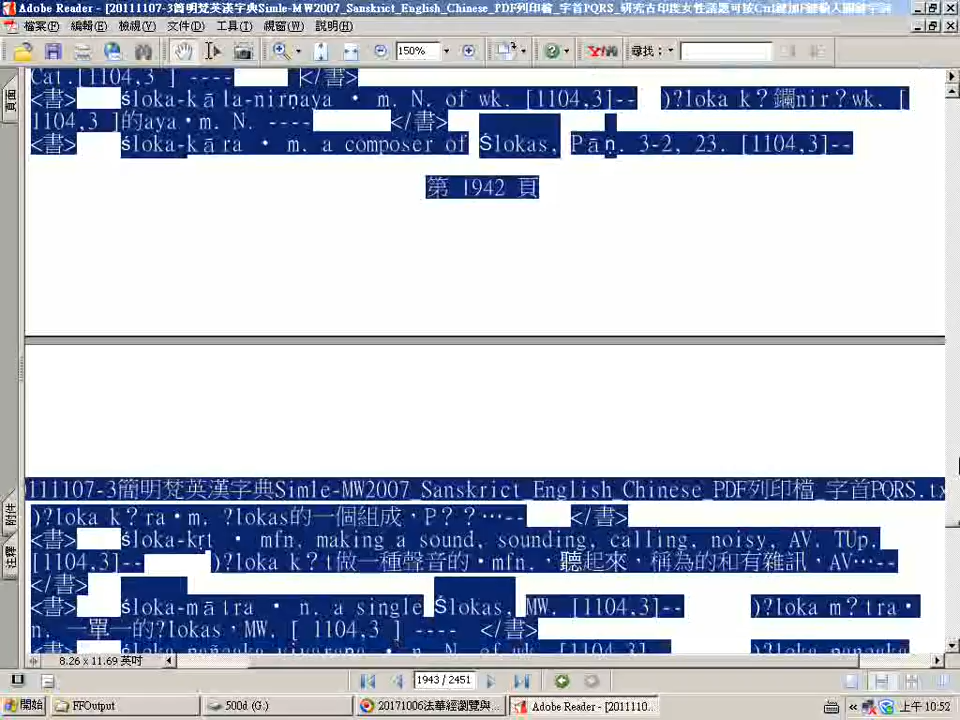 Adobe Reader - [20111107-3簡明梵英漢字典Simle-MW2007_Sanskrict_English_Chinese_PDF列印檔_字首PQRS_研究古印度女性議題可按Ctrl鍵加F鍵輸入關鍵字詞
檔案(F) 編輯(E) 檢視(V) 文件(D) 工具(T) 視窗(W) 說明(H)
150% Y! 尋找：
頁面
Cat.[1104,3 ] ---- </書>
<書> śloka-kāla-nirṇaya · m. N. of wk. [1104,3]-- )?loka k？鑭nir？wk. [
1104,3 ]的aya·m. N. ---- </書>
<書> śloka-kāra · m. a composer of Ślokas, Pāṇ. 3-2, 23. [1104,3]--
第 1942 頁
111107-3簡明梵英漢字典Simle-MW2007_Sanskrict_English_Chinese_PDF列印檔_字首PQRS.tx
)?loka k？ra·m. ?lokas的一個組成，P？？…-- </書>
<書> śloka-kṛt · mfn. making a sound, sounding, calling, noisy, AV. TUp.
[1104,3]-- )?loka k？t做一種聲音的·mfn.，聽起來，稱為的和有雜訊，AV…--
</書>
<書> śloka-mātra · n. a single Ślokas, MW. [1104,3]-- )?loka m？tra·
n. 一單一的?lokas，MW. [ 1104,3 ] ---- </書>
附件
注釋
8.26 x 11.69 英吋
1943 / 2451
開始 FFOutput 500d (G:) 20171006法華經瀏覽與... Adobe Reader - [2011110... 上午 10:52